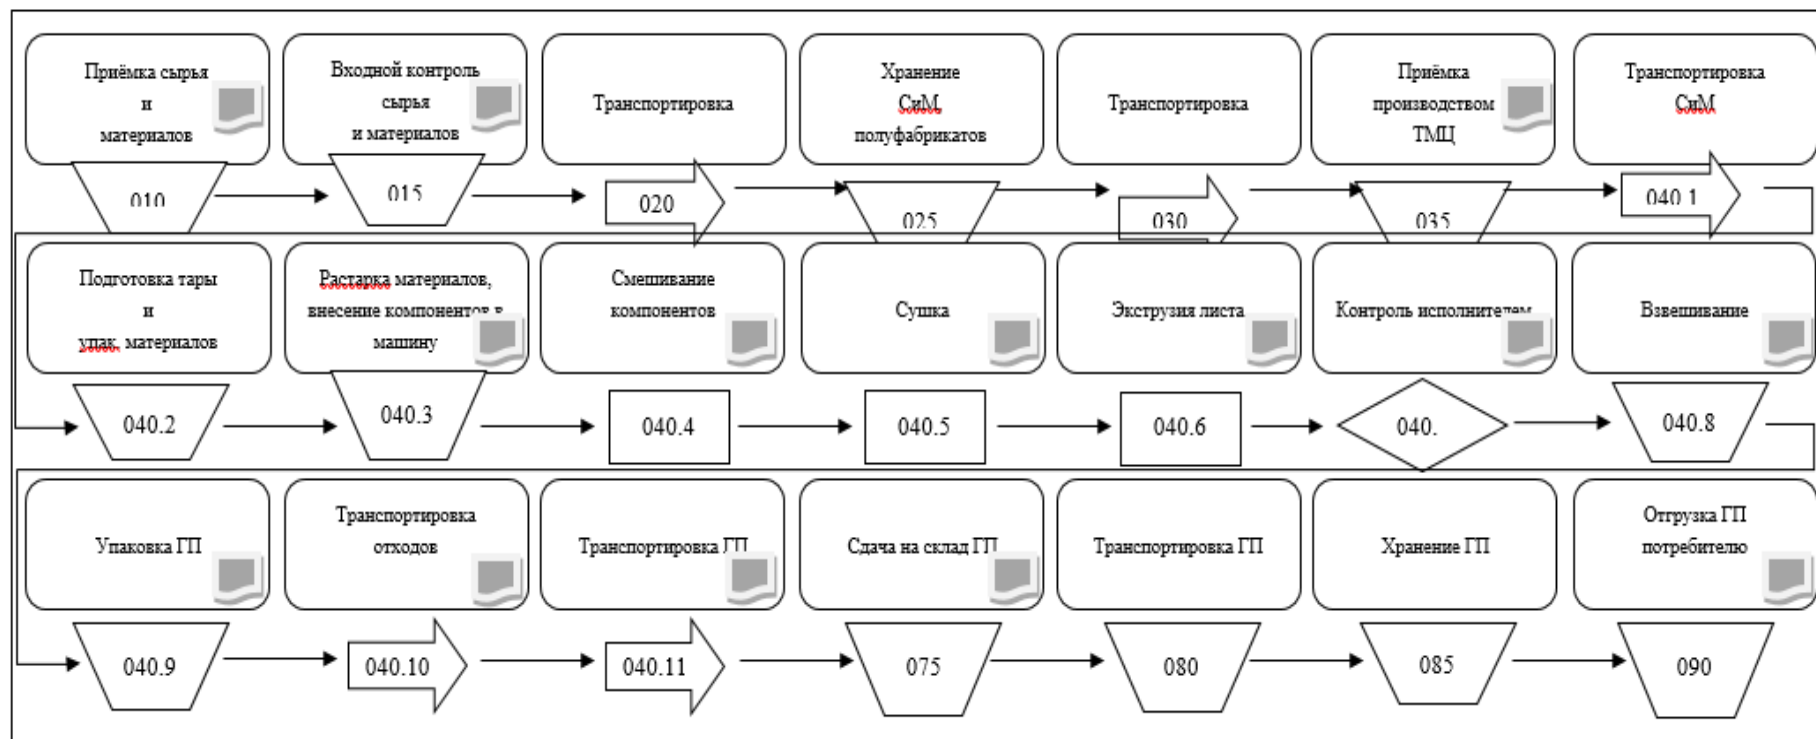 Приёмка сырья
и
материалов
Входной контроль
сырья
и материалов
Транспортировка
Хранение
СиМ,
полуфабрикатов
Транспортировка
Приёмка
производством
ТМЦ
Транспортировка
СиМ
010
015
020
025
030
035
040.1
Подготовка тары
и
упак. материалов
Растарка материалов,
внесение компонентов в
машину
Смешивание
компонентов
Сушка
Экструзия листа
Контроль исполнителем
Взвешивание
040.2
040.3
040.4
040.5
040.6
040.
040.8
Упаковка ГП
Транспортировка
отходов
Транспортировка ГП
Сдача на склад ГП
Транспортировка ГП
Хранение ГП
Отгрузка ГП
потребителю
040.9
040.10
040.11
075
080
085
090